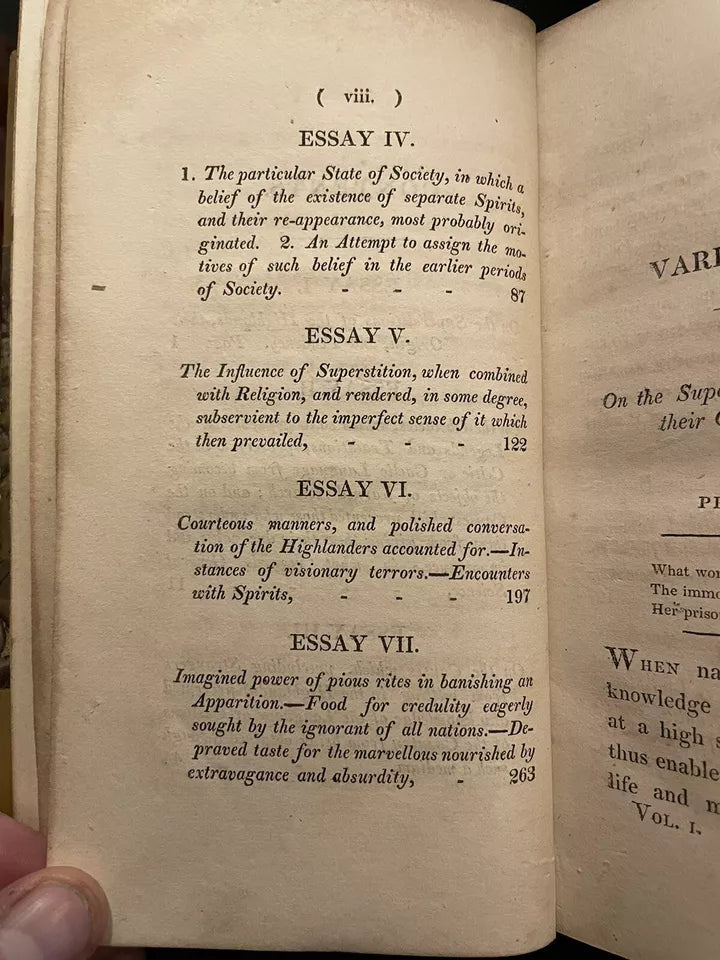 ( viii. )
ESSAY IV.
1. The particular State of Society, in which a
belief of the existence of separate Spirits,
and their re-appearance, most probably ori-
ginated. 2. An Attempt to assign the mo-
tives of such belief in the earlier periods
of Society. - - - 87
ESSAY V.
The Influence of Superstition, when combined
with Religion, and rendered, in some degree,
subservient to the imperfect sense of it which
then prevailed, - - - 122
ESSAY VI.
Courteous manners, and polished conversa-
tion of the Highlanders accounted for.—In-
stances of visionary terrors.—Encounters
with Spirits, - - - 197
ESSAY VII.
Imagined power of pious rites in banishing an
Apparition.—Food for credulity eagerly
sought by the ignorant of all nations.—De-
praved taste for the marvellous nourished by
extravagance and absurdity, - 263
On the
their
What
The
Her
WHEN
knowledge
at a high
thus
life and
VOL. I.